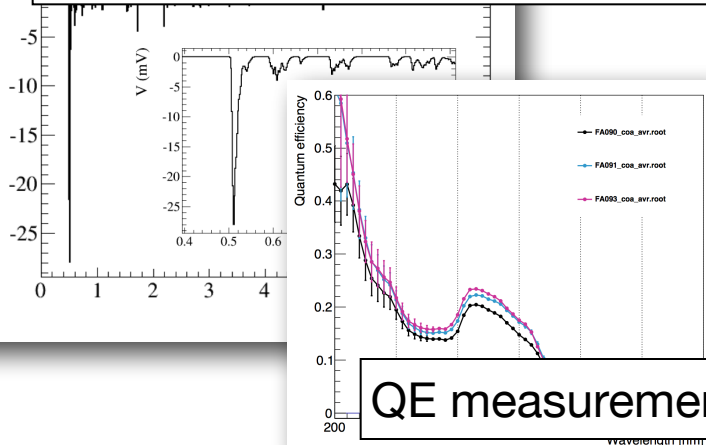 -5
-10
-15
-20
-25
0 1 2 3 4
V (mV)
0
-5
-10
-15
-20
-25
0.4 0.5 0.6
Quantum efficiency
0.6
0.5
0.4
0.3
0.2
0.1
0
200
FA090_coa_avr.root
FA091_coa_avr.root
FA093_coa_avr.root
QE measuremen